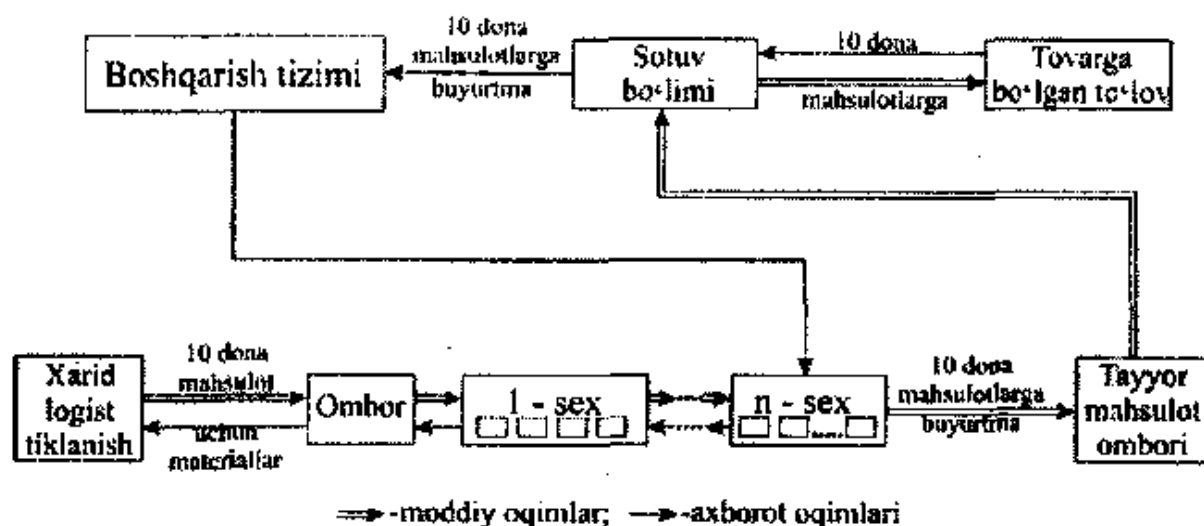 Boshqarish tizimi
10 dona
mahsulotlarga
buyurtma
Sotuv
bo‘limi
10 dona
mahsulotlarga
Tovarga
bo‘lgan to‘lov
Xarid
logist
tiklanish
10 dona
mahsulot
uchun
materiallar
Ombor
1 - sex
n - sex
10 dona
mahsulotlarga
buyurtma
Tayyor
mahsulot
ombori
-moddiy oqimlar; -axborot oqimlari